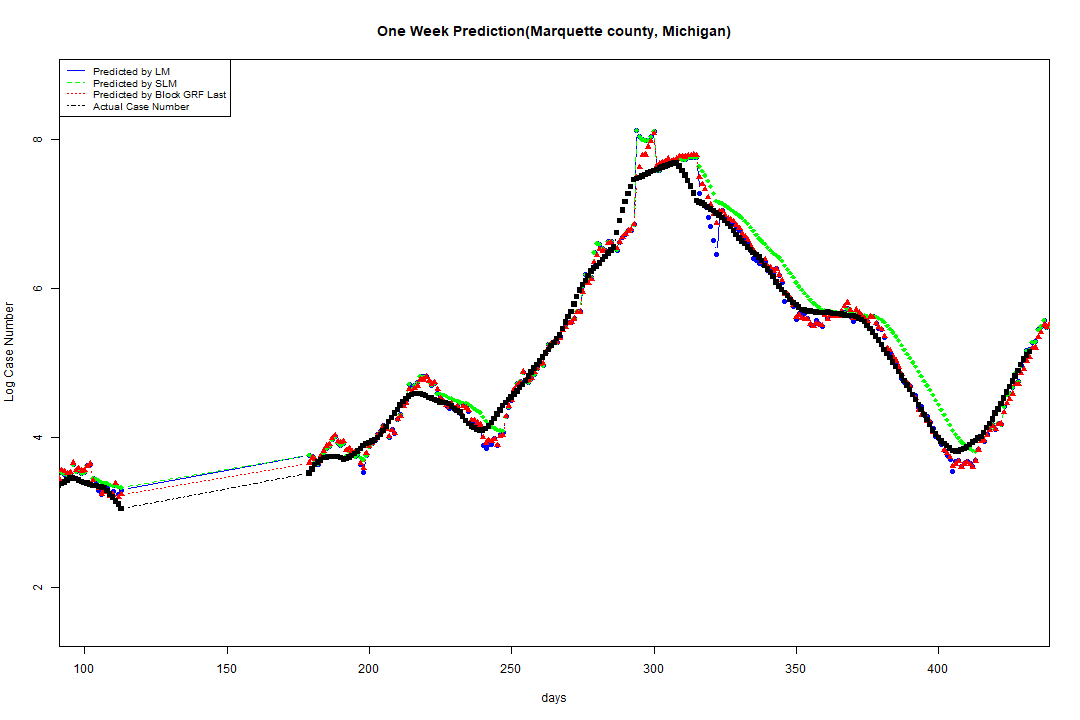 One Week Prediction(Marquette county, Michigan)
Predicted by LM
Predicted by SLM
Predicted by Block GRF Last
Actual Case Number
Log Case Number
8
6
4
2
100 150 200 250 300 350 400
days